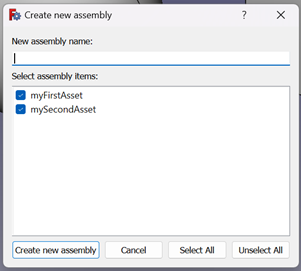 Create new assembly
New assembly name:
Select assembly items:
myFirstAsset
mySecondAsset
Create new assembly Cancel Select All Unselect All